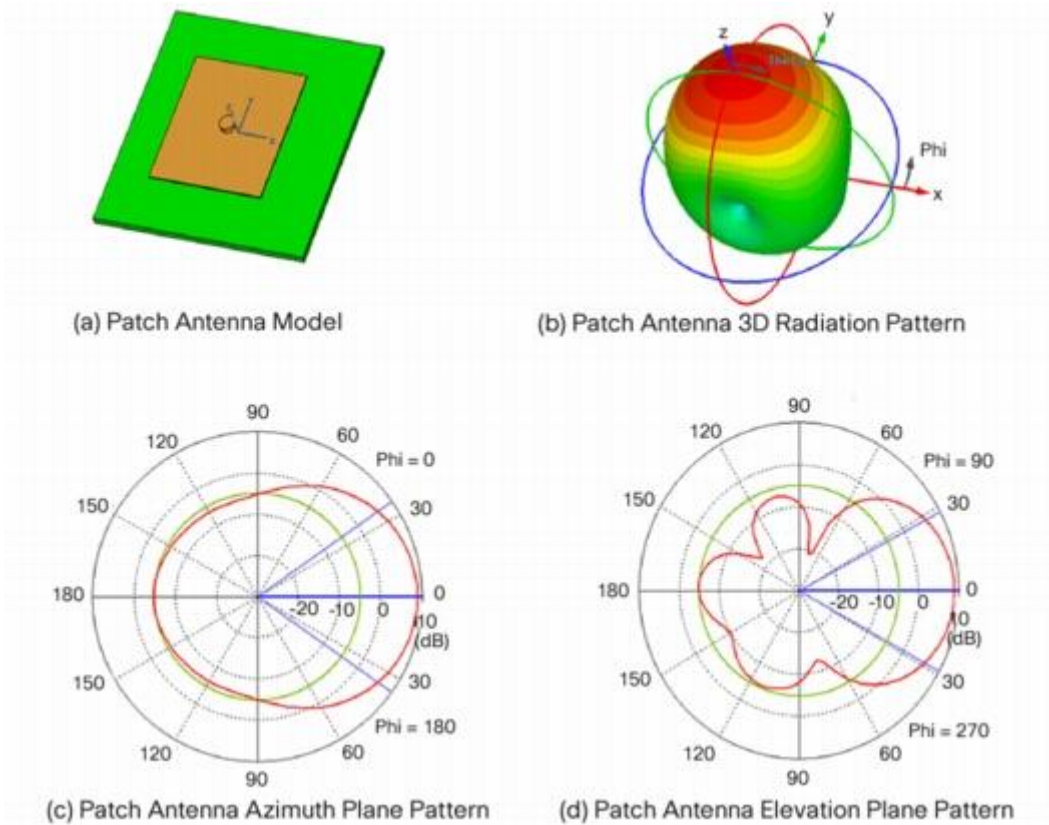 z
y
Phi
x
(a) Patch Antenna Model
(b) Patch Antenna 3D Radiation Pattern
90
120
60
Phi = 0
150
30
180
-20 -10 0
0
10
(dB)
150
30
Phi = 180
120
60
90
(c) Patch Antenna Azimuth Plane Pattern
90
120
60
Phi = 90
150
30
180
-20 -10 0
0
10
(dB)
150
30
Phi = 270
120
60
90
(d) Patch Antenna Elevation Plane Pattern